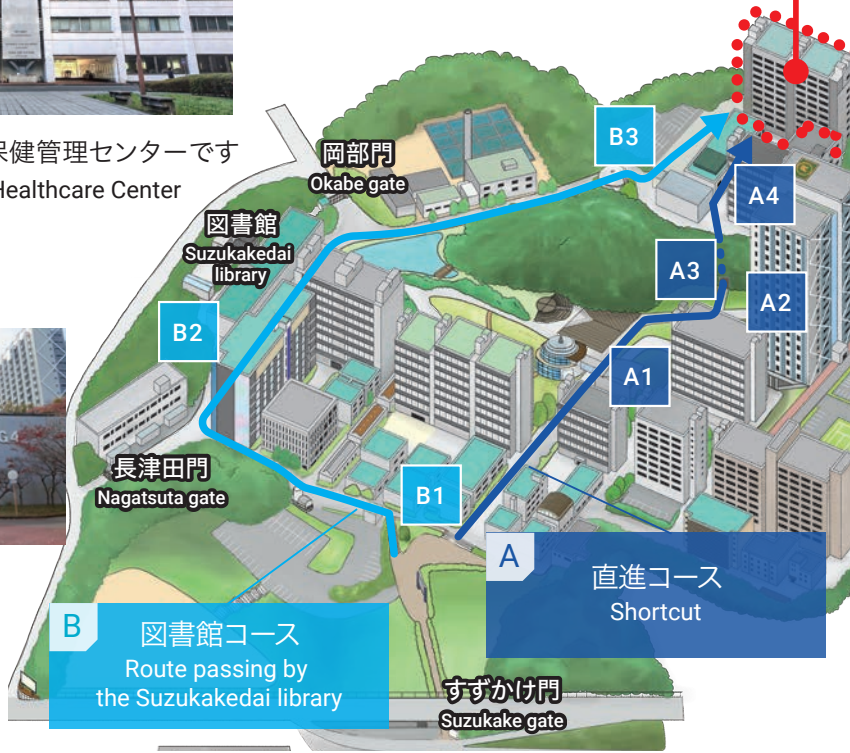 保健管理センターです
Healthcare Center
岡部門
Okabe gate
B3
A4
図書館
Suzukakedai
library
A3
A2
B2
A1
長津田門
Nagatsuta gate
B1
G4
A
直進コース
Shortcut
B
図書館コース
Route passing by
the Suzukakedai library
すずかけ門
Suzukake gate